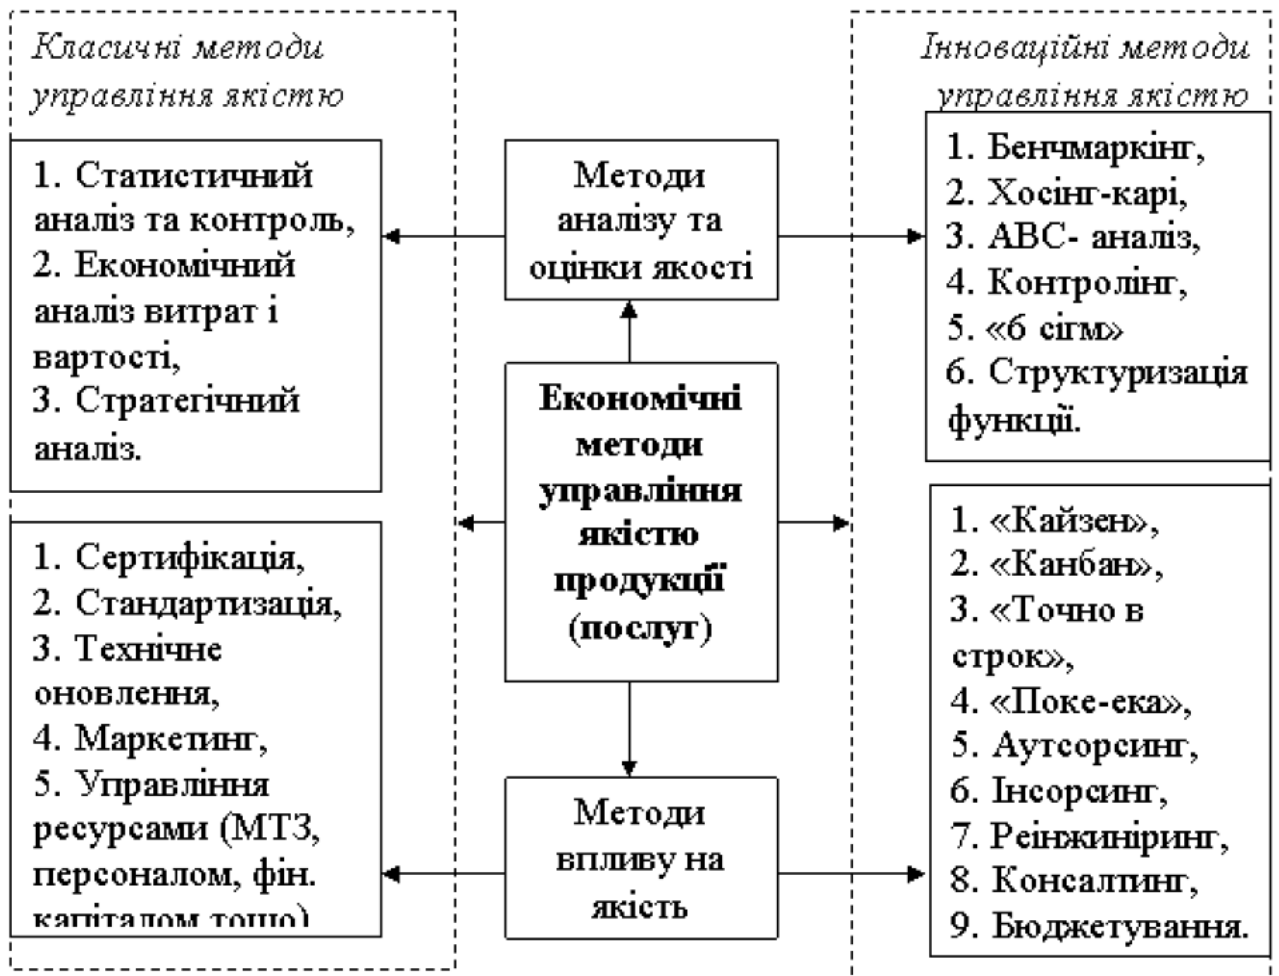 Класичні методи
управління якістю
1. Статистичний
аналіз та контроль,
2. Економічний
аналіз витрат і
вартості,
3. Стратегічний
аналіз.
1. Сертифікація,
2. Стандартизація,
3. Технічне
оновлення,
4. Маркетинг,
5. Управління
ресурсами (МТЗ,
персоналом, фін.
капіталом тощо)
Методи
аналізу та
оцінки якості
Економічні
методи
управління
якістю
продукції
(послуг)
Методи
впливу на
якість
Інноваційні методи
управління якістю
1. Бенчмаркінг,
2. Хосінг-карі,
3. АВС- аналіз,
4. Контролінг,
5. «6 сігм»
6. Структуризація
функції.
1. «Кайзен»,
2. «Канбан»,
3. «Точно в
строк»,
4. «Поке-ека»,
5. Аутсорсинг,
6. Інсорсинг,
7. Реінжиніринг,
8. Консалтинг,
9. Бюджетування.